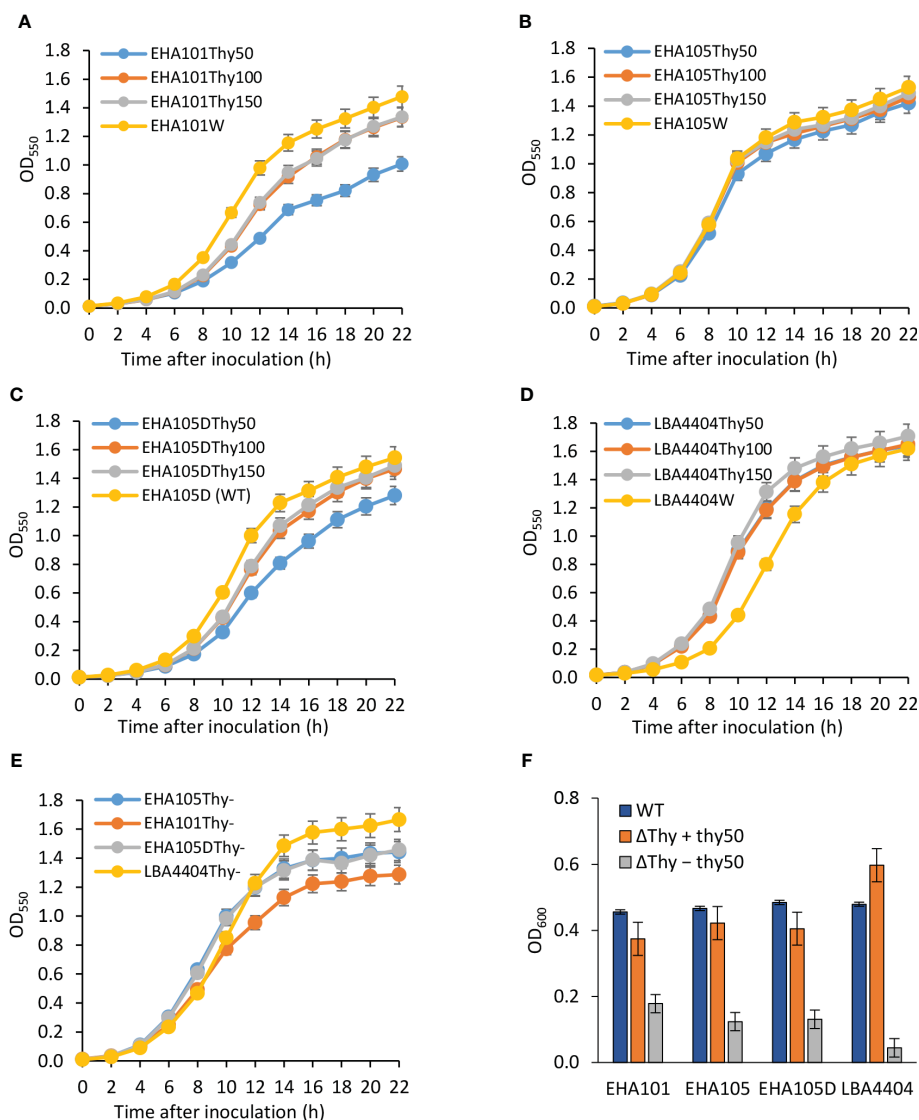 A
EHA101Thy50
EHA101Thy100
EHA101Thy150
EHA101W
OD550
1.8
1.6
1.4
1.2
1.0
0.8
0.6
0.4
0.2
0.0
0 2 4 6 8 10 12 14 16 18 20 22
Time after inoculation (h)
B
EHA105Thy50
EHA105Thy100
EHA105Thy150
EHA105W
OD550
1.8
1.6
1.4
1.2
1.0
0.8
0.6
0.4
0.2
0.0
0 2 4 6 8 10 12 14 16 18 20 22
Time after inoculation (h)
C
EHA105DThy50
EHA105DThy100
EHA105DThy150
EHA105D (WT)
OD550
1.8
1.6
1.4
1.2
1.0
0.8
0.6
0.4
0.2
0.0
0 2 4 6 8 10 12 14 16 18 20 22
Time after inoculation (h)
D
LBA4404Thy50
LBA4404Thy100
LBA4404Thy150
LBA4404W
OD550
1.8
1.6
1.4
1.2
1.0
0.8
0.6
0.4
0.2
0.0
0 2 4 6 8 10 12 14 16 18 20 22
Time after inoculation (h)
E
EHA105Thy-
EHA101Thy-
EHA105DThy-
LBA4404Thy-
OD550
1.8
1.6
1.4
1.2
1.0
0.8
0.6
0.4
0.2
0.0
0 2 4 6 8 10 12 14 16 18 20 22
Time after inoculation (h)
F
WT
ΔThy + thy50
ΔThy – thy50
OD600
0.8
0.6
0.4
0.2
0.0
EHA101 EHA105 EHA105D LBA4404